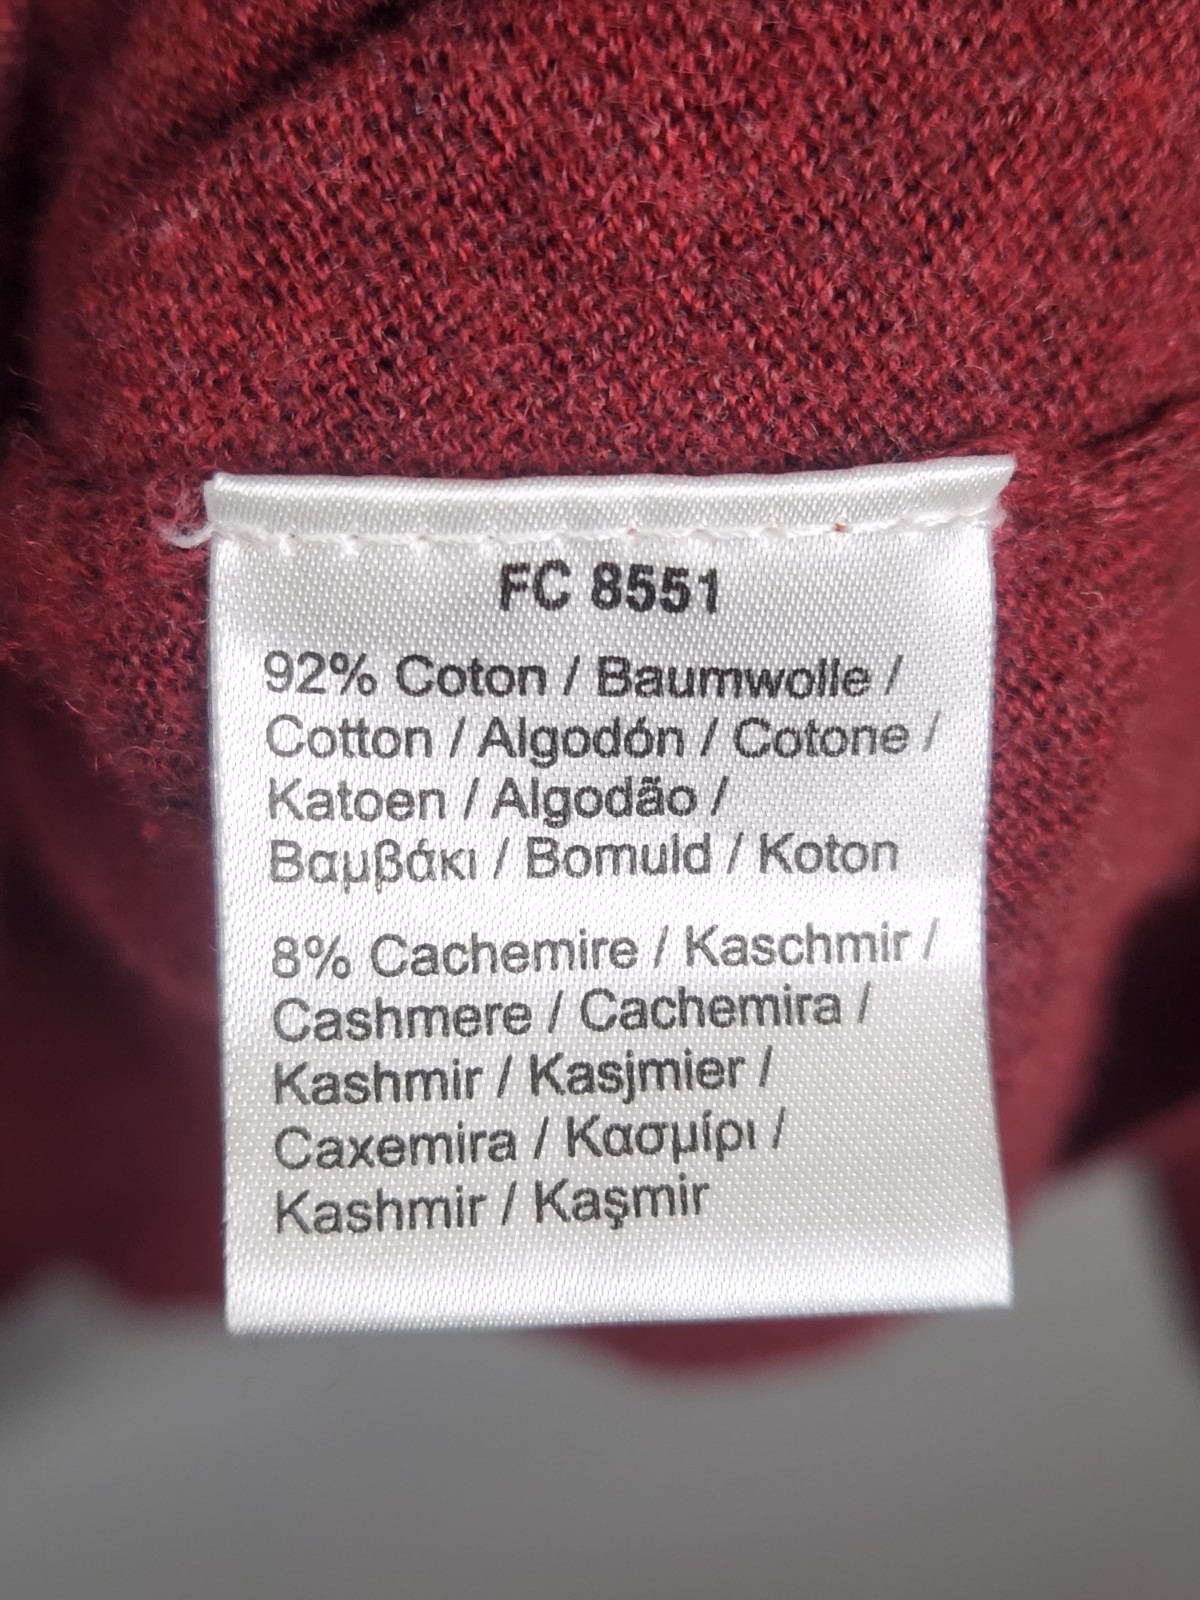 FC 8551
92% Coton / Baumwolle /
Cotton / Algodón / Cotone /
Katoen / Algodão /
Βαμβάκι / Bomuld / Koton
8% Cachemire / Kaschmir /
Cashmere / Cachemira /
Kashmir / Kasjmier /
Caxemira / Κασμίρι /
Kashmir / Kaşmir